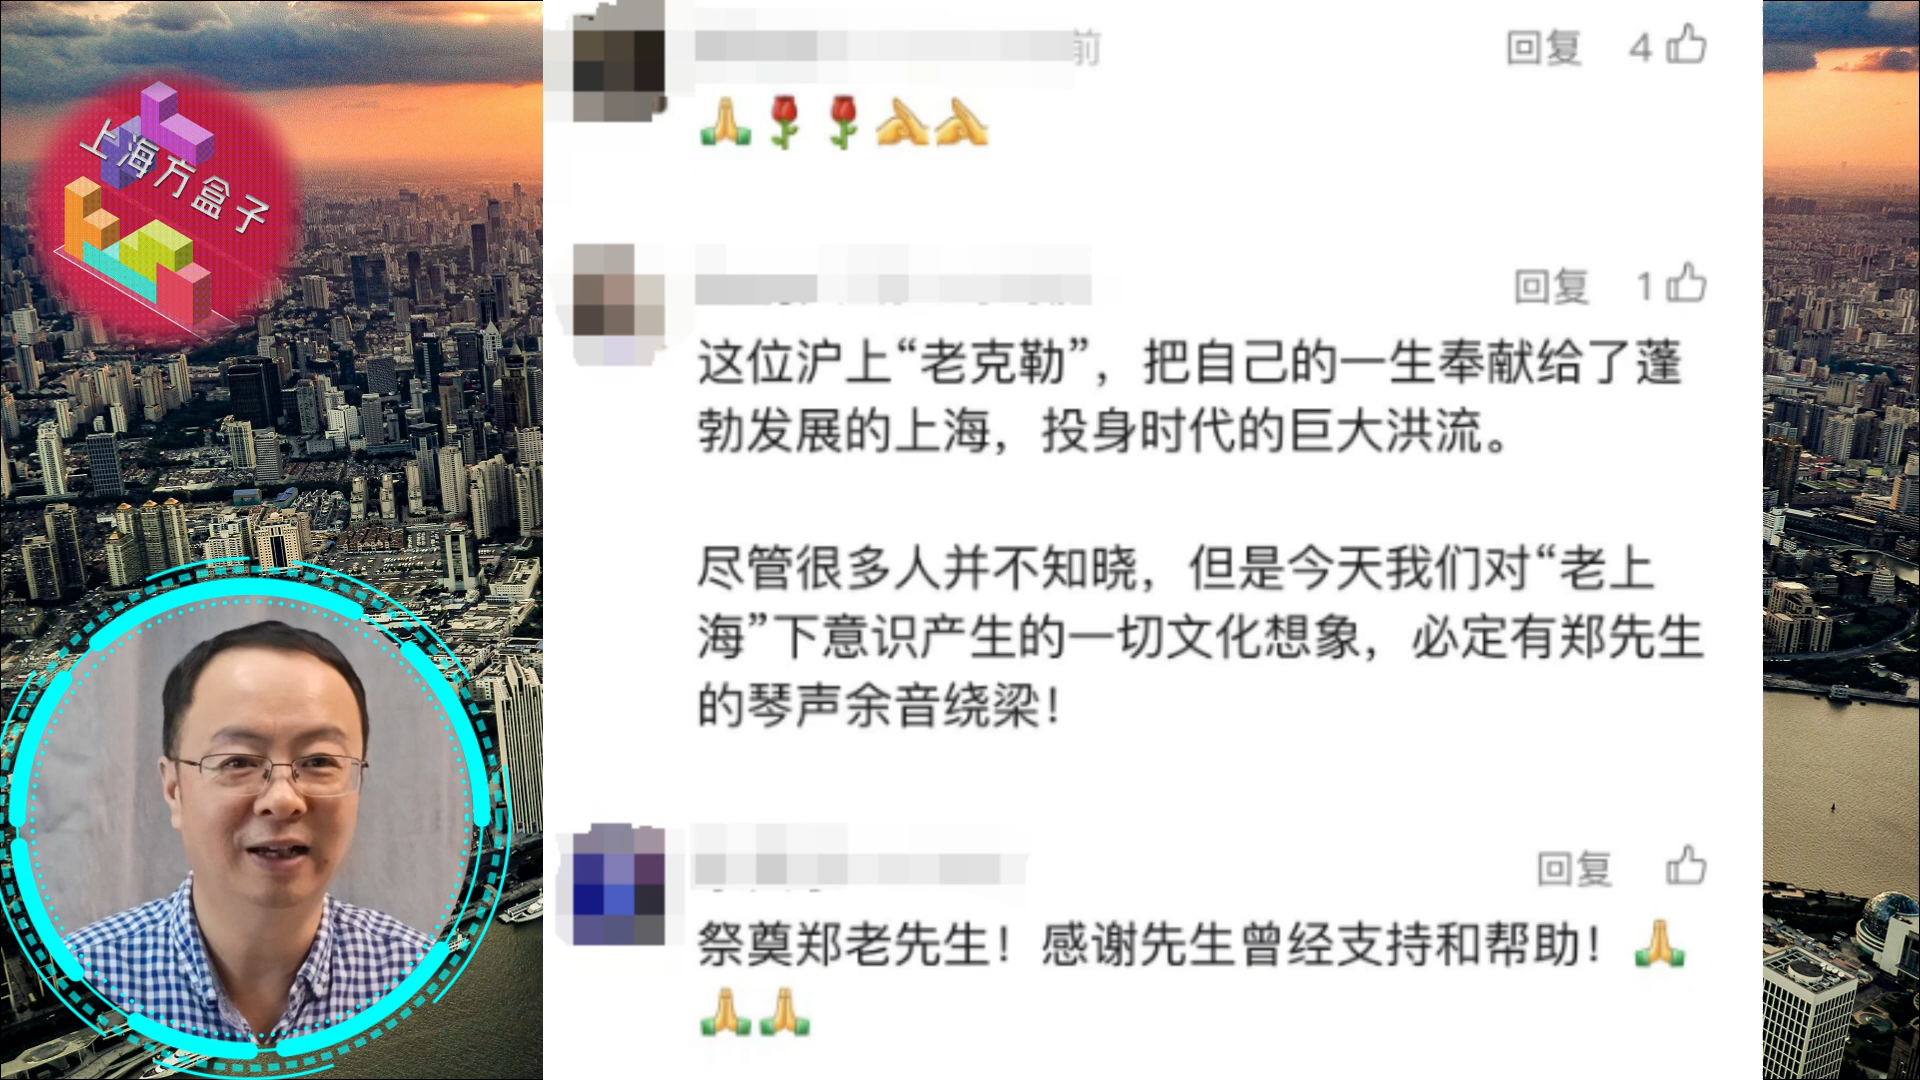 上海方盒子
前
回复 4
🙏🌹🌹🙏🙏
回复 1
这位沪上“老克勒”，把自己的一生奉献给了蓬
勃发展的上海，投身时代的巨大洪流。
尽管很多人并不知晓，但是今天我们对“老上
海”下意识产生的一切文化想象，必定有郑先生
的琴声余音绕梁！
回复
祭奠郑老先生！感谢先生曾经支持和帮助！🙏
🙏🙏